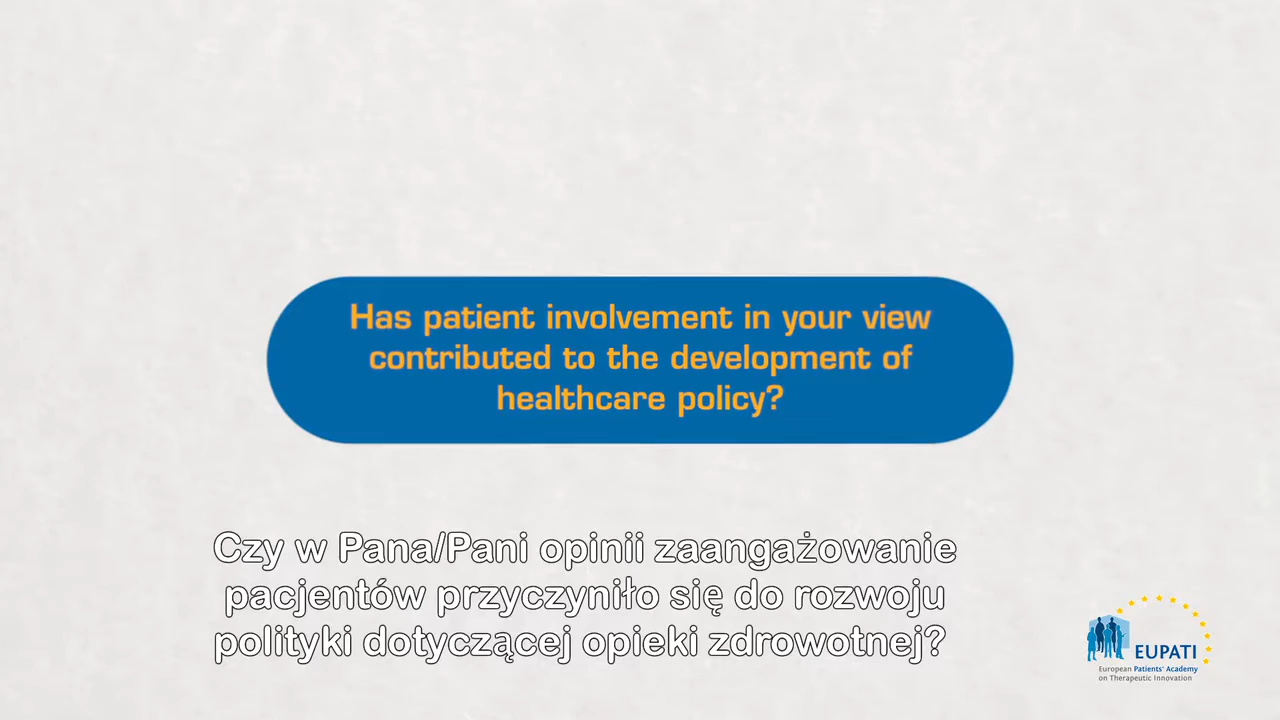 Has patient involvement in your view
contributed to the development of
healthcare policy?
Czy w Pana/Pani opinii zaangażowanie
pacjentów przyczyniło się do rozwoju
polityki dotyczącej opieki zdrowotnej?
EUPATI
European Patients' Academy
on Therapeutic Innovation